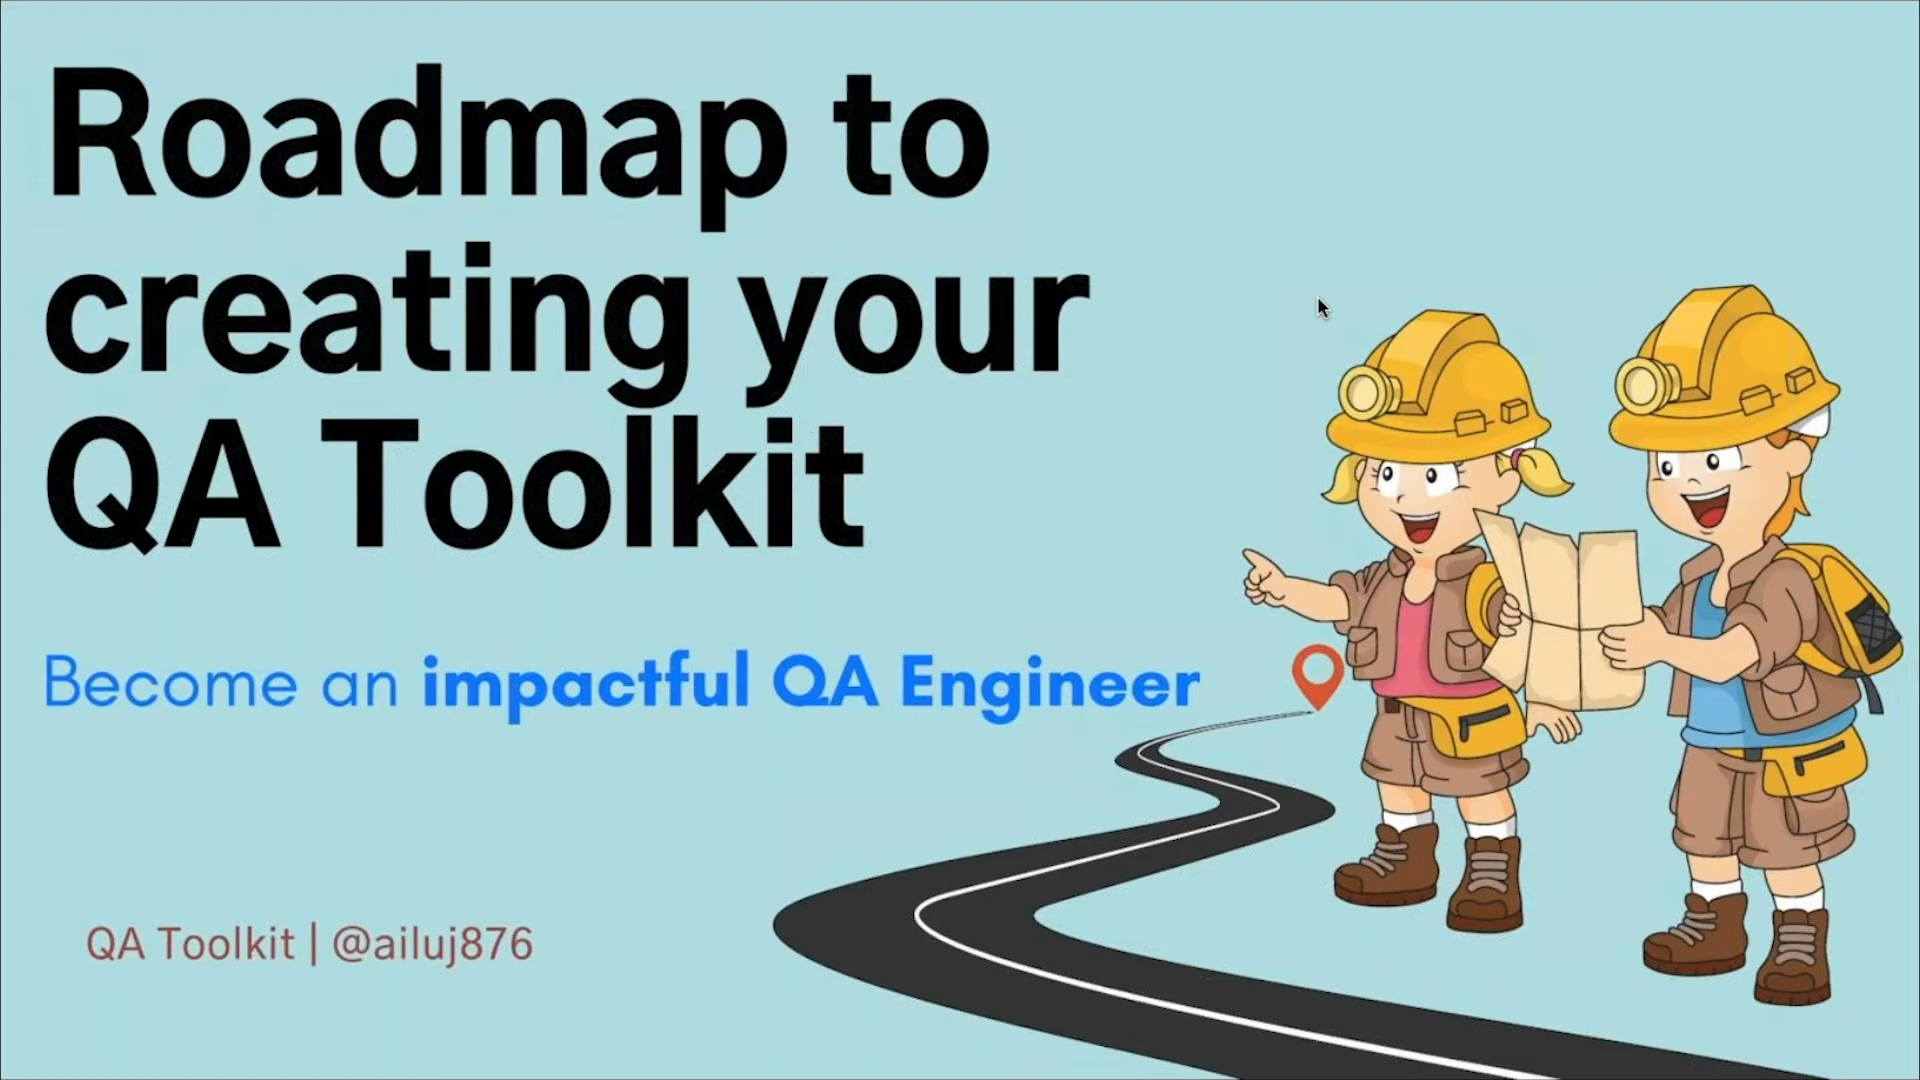 Roadmap to
creating your
QA Toolkit
Become an impactful QA Engineer
QA Toolkit | @ailuj876